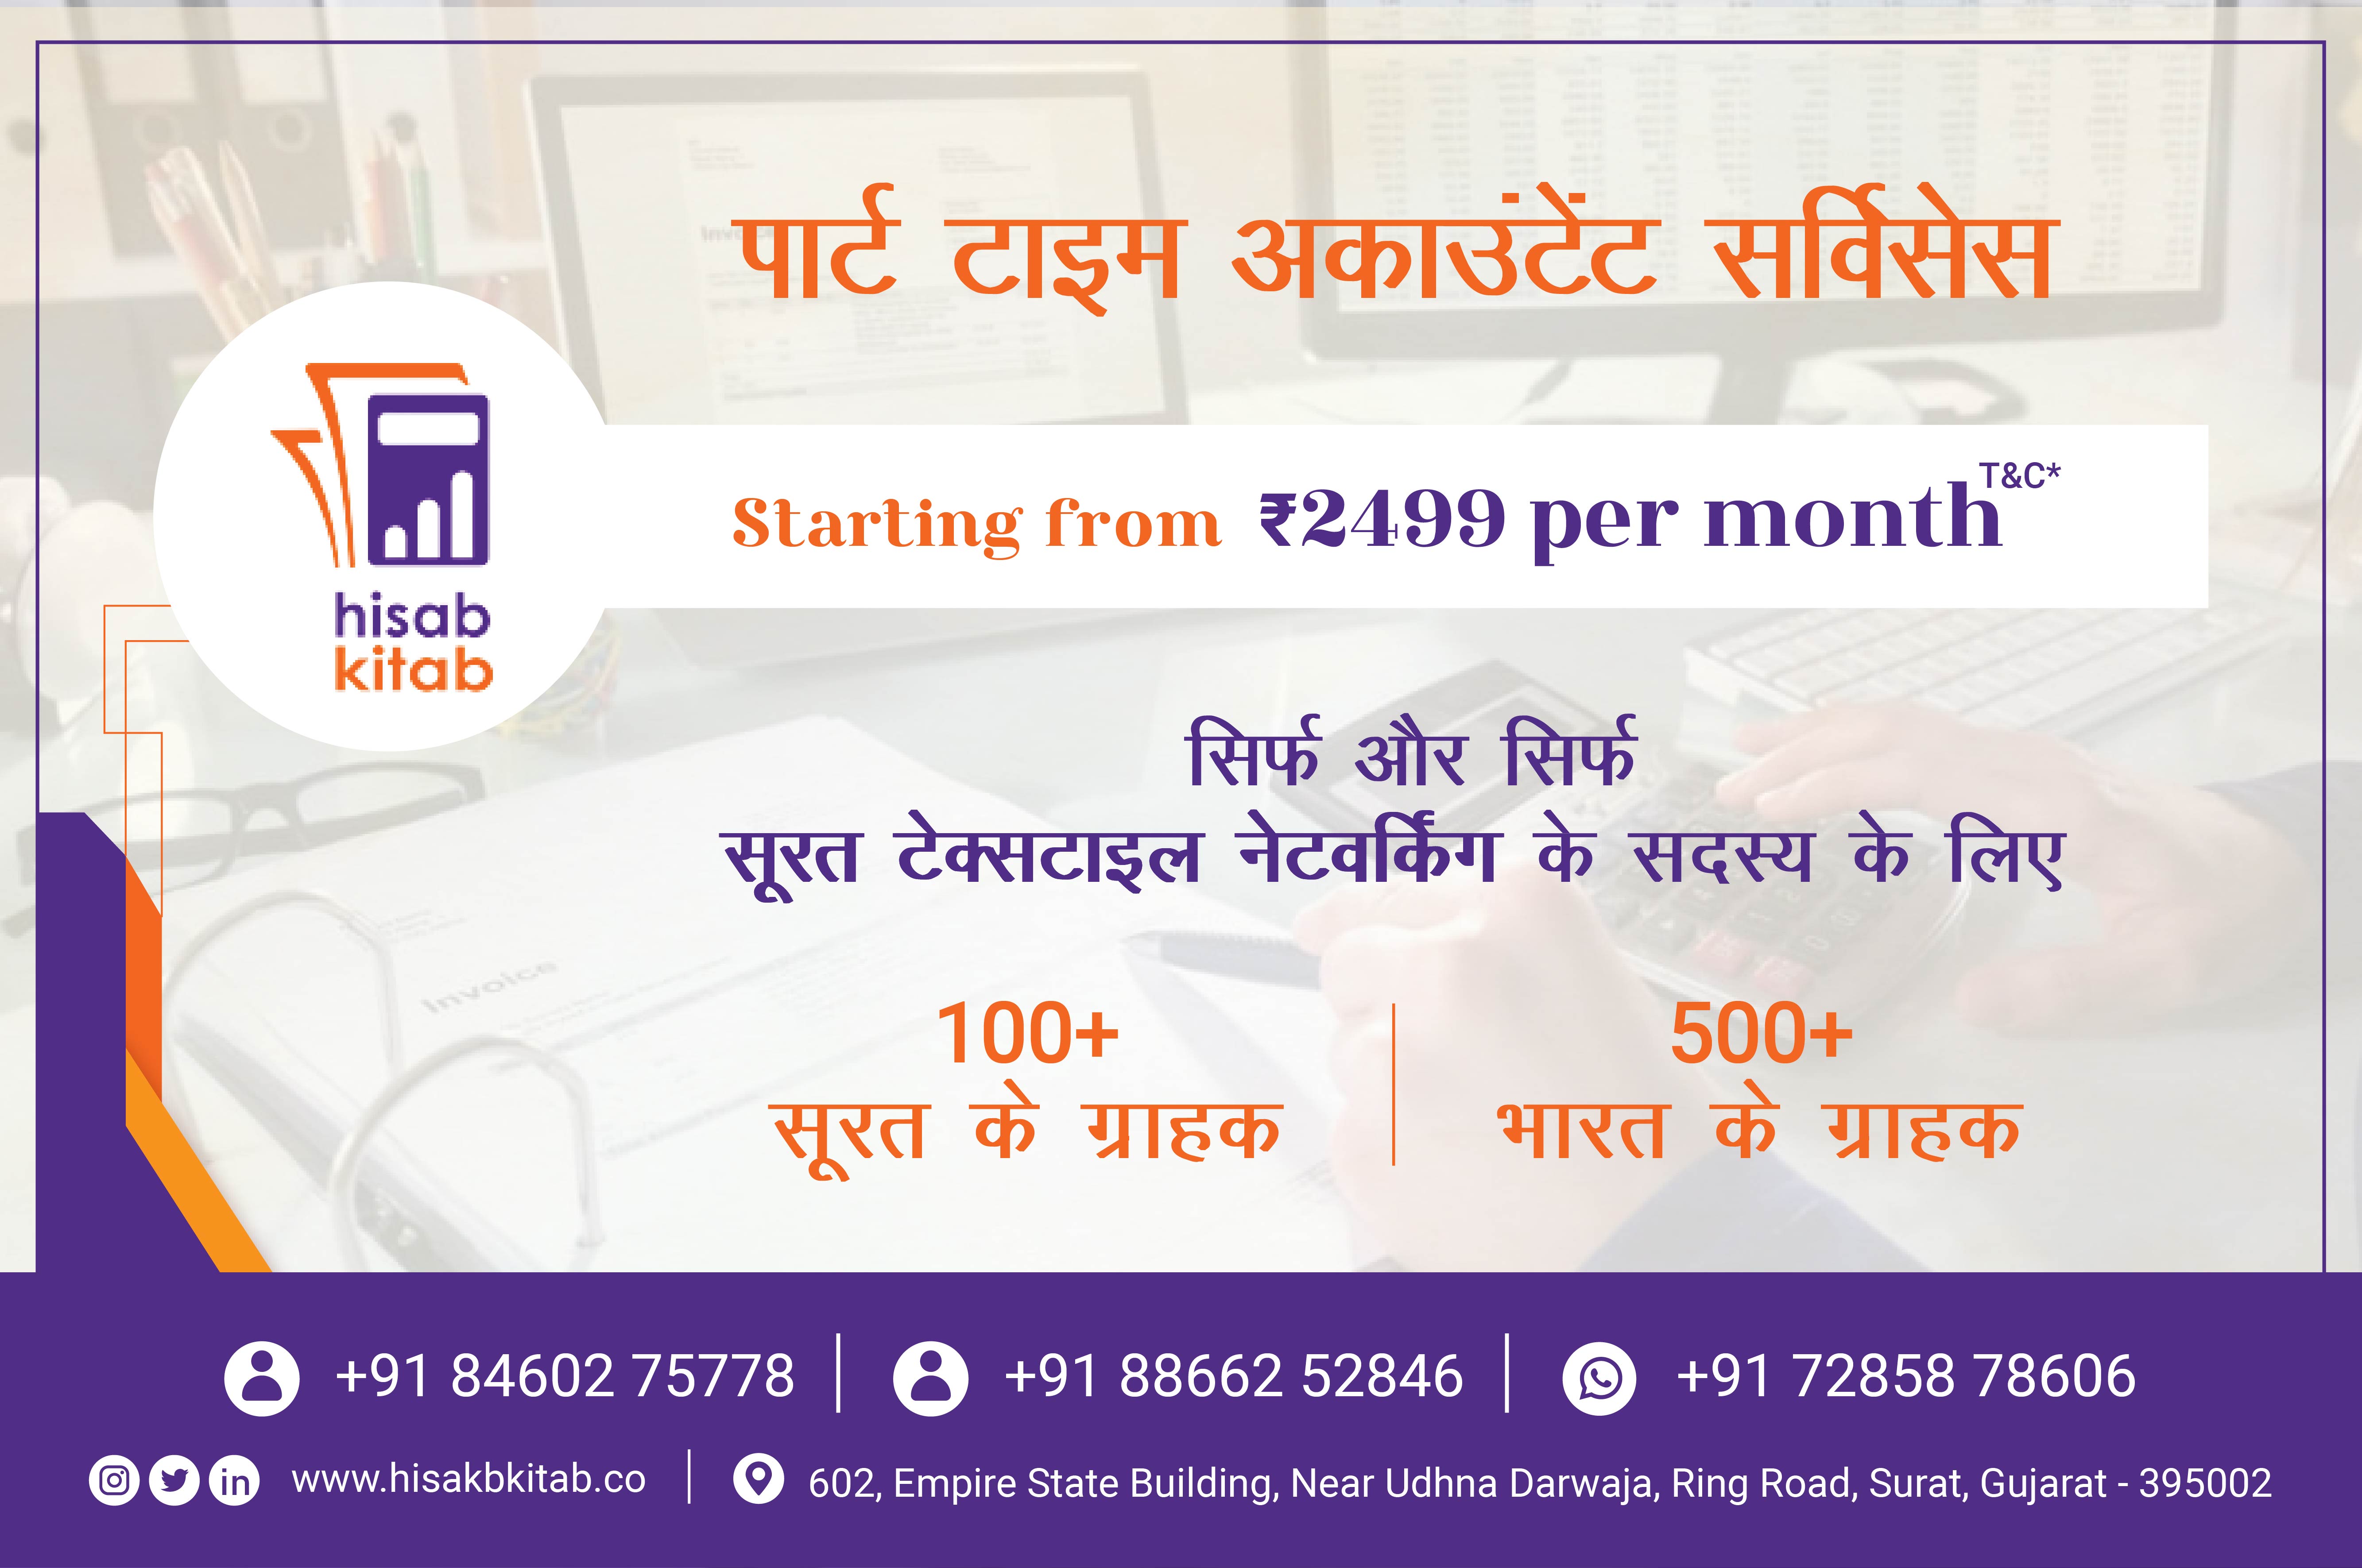 पार्ट टाइम अकाउंटेंट सर्विसेस
hisab
kitab
Starting from ₹2499 per month T&C*
सिर्फ और सिर्फ
सूरत टेक्सटाइल नेटवर्किंग के सदस्य के लिए
100+
सूरत के ग्राहक
500+
भारत के ग्राहक
Invoice
+91 84602 75778
+91 88662 52846
+91 72858 78606
www.hisakbkitab.co
602, Empire State Building, Near Udhna Darwaja, Ring Road, Surat, Gujarat - 395002